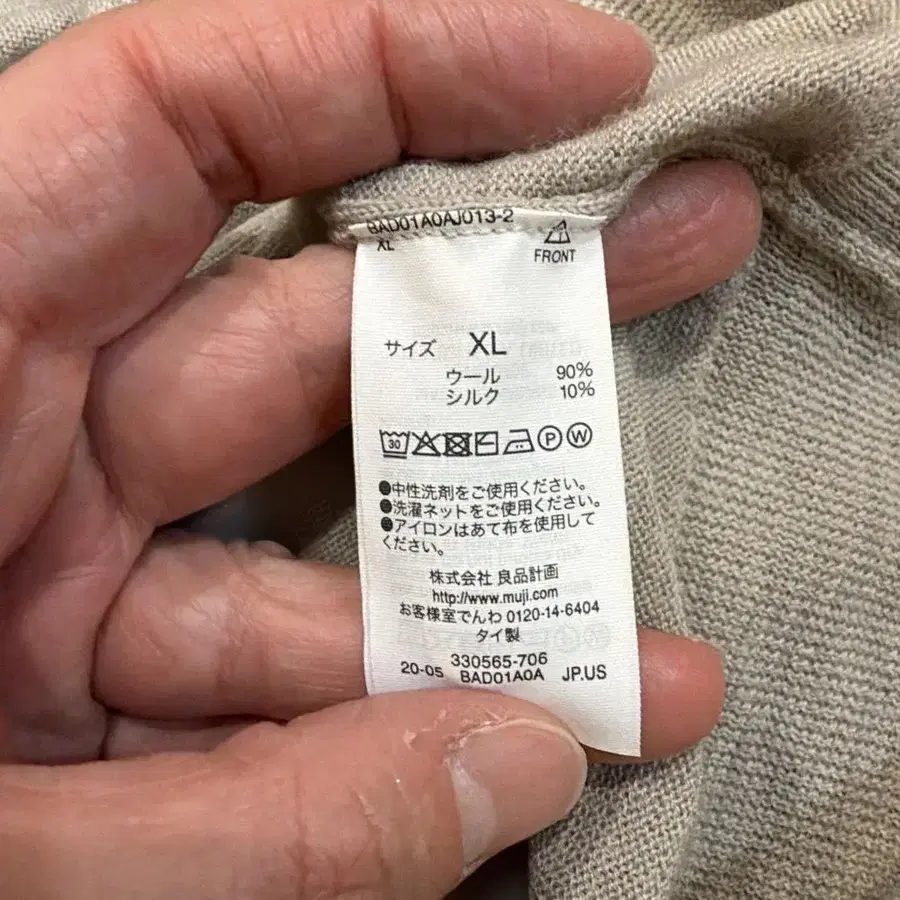 BAD01A0AJ013-2
XL
FRONT
サイズ XL
ウール 90%
シルク 10%
30 P W
●中性洗剤をご使用ください。
●洗濯ネットをご使用ください。
●アイロンはあて布を使用して
ください。
株式会社 良品計画
http://www.muji.com
お客様室でんわ 0120-14-6404
タイ製
330565-706
20-05 BAD01A0A JP.US